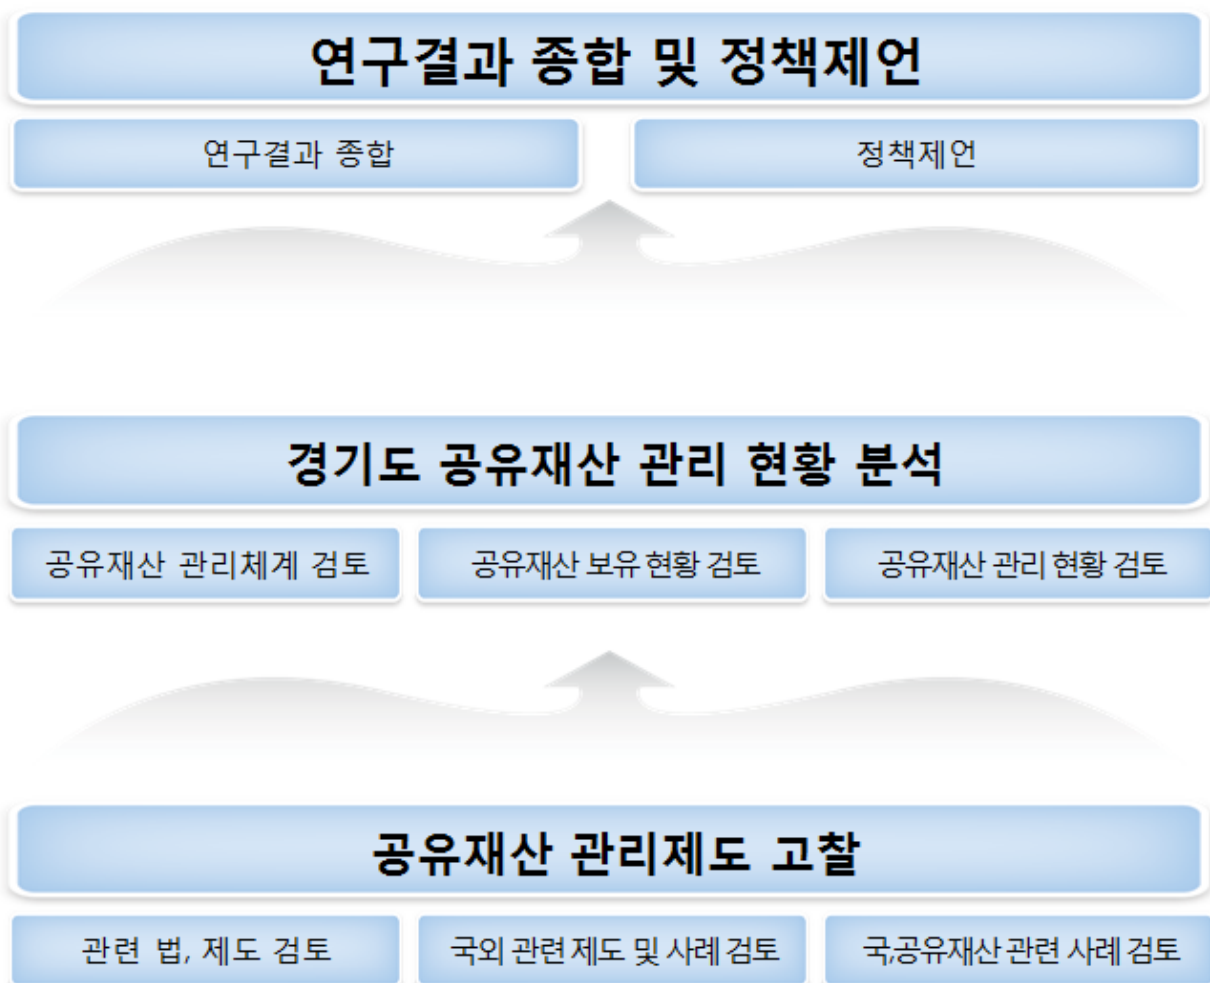 연구결과 종합 및 정책제언
연구결과 종합
정책제언
경기도 공유재산 관리 현황 분석
공유재산 관리체계 검토
공유재산 보유 현황 검토
공유재산 관리 현황 검토
공유재산 관리제도 고찰
관련 법, 제도 검토
국외 관련 제도 및 사례 검토
국,공유재산 관련 사례 검토